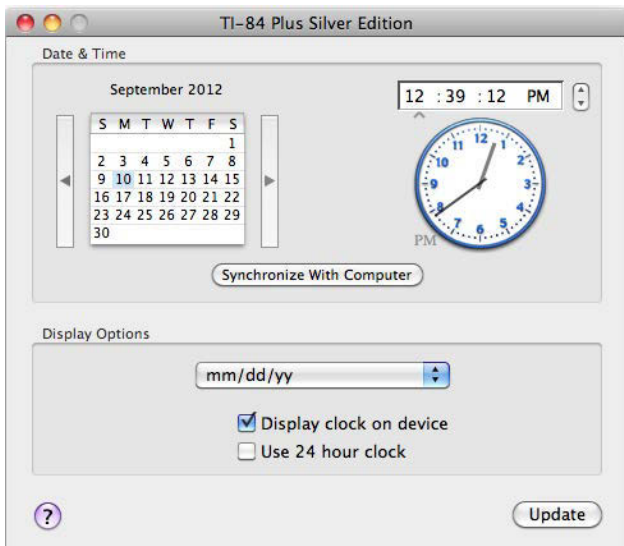 TI-84 Plus Silver Edition
Date & Time
September 2012
12 : 39 : 12 PM
S M T W T F S
1
2 3 4 5 6 7 8
9 10 11 12 13 14 15
16 17 18 19 20 21 22
23 24 25 26 27 28 29
30
12
1
2
3
4
5
6
7
8
9
10
11
PM
Synchronize With Computer
Display Options
mm/dd/yy
Display clock on device
Use 24 hour clock
?
Update